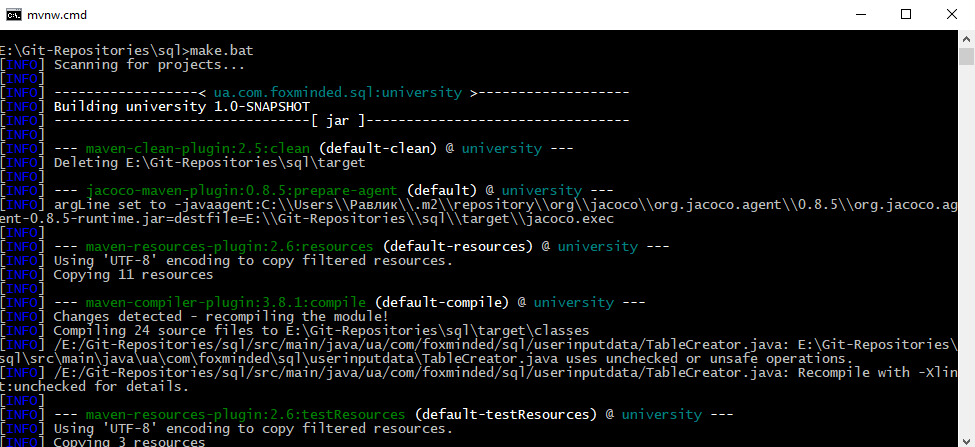 mvnw.cmd
E:\Git-Repositories\sql>make.bat
[INFO] Scanning for projects...
[INFO]
[INFO] ------------------< ua.com.foxminded.sql:university >-------------------
[INFO] Building university 1.0-SNAPSHOT
[INFO] --------------------------------[ jar ]---------------------------------
[INFO]
[INFO] --- maven-clean-plugin:2.5:clean (default-clean) @ university ---
[INFO] Deleting E:\Git-Repositories\sql\target
[INFO]
[INFO] --- jacoco-maven-plugin:0.8.5:prepare-agent (default) @ university ---
[INFO] argLine set to -javaagent:C:\\Users\\Равлик\\.m2\\repository\\org\\jacoco\\org.jacoco.agent\\0.8.5\\org.jacoco.ag
ent-0.8.5-runtime.jar=destfile=E:\\Git-Repositories\\sql\\target\\jacoco.exec
[INFO]
[INFO] --- maven-resources-plugin:2.6:resources (default-resources) @ university ---
[INFO] Using 'UTF-8' encoding to copy filtered resources.
[INFO] Copying 11 resources
[INFO]
[INFO] --- maven-compiler-plugin:3.8.1:compile (default-compile) @ university ---
[INFO] Changes detected - recompiling the module!
[INFO] Compiling 24 source files to E:\Git-Repositories\sql\target\classes
[INFO] /E:/Git-Repositories/sql/src/main/java/ua/com/foxminded/sql/userinputdata/TableCreator.java: E:\Git-Repositories\
sql\src\main\java\ua\com\foxminded\sql\userinputdata\TableCreator.java uses unchecked or unsafe operations.
[INFO] /E:/Git-Repositories/sql/src/main/java/ua/com/foxminded/sql/userinputdata/TableCreator.java: Recompile with -Xlin
t:unchecked for details.
[INFO]
[INFO] --- maven-resources-plugin:2.6:testResources (default-testResources) @ university ---
[INFO] Using 'UTF-8' encoding to copy filtered resources.
[INFO] Copying 3 resources